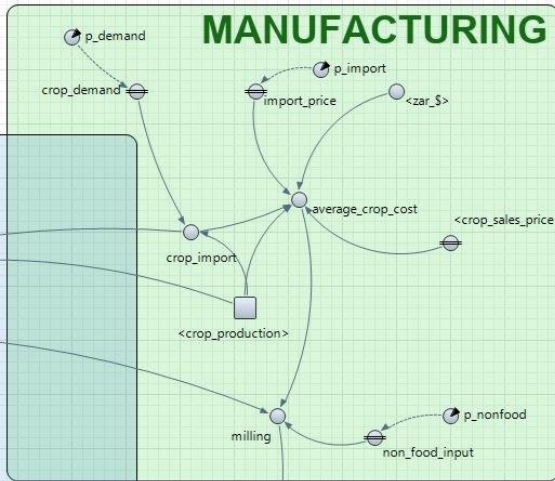 MANUFACTURING
p_demand
p_import
crop_demand
import_price
<zar_$>
average_crop_cost
<crop_sales_price
crop_import
<crop_production>
p_nonfood
milling
non_food_input